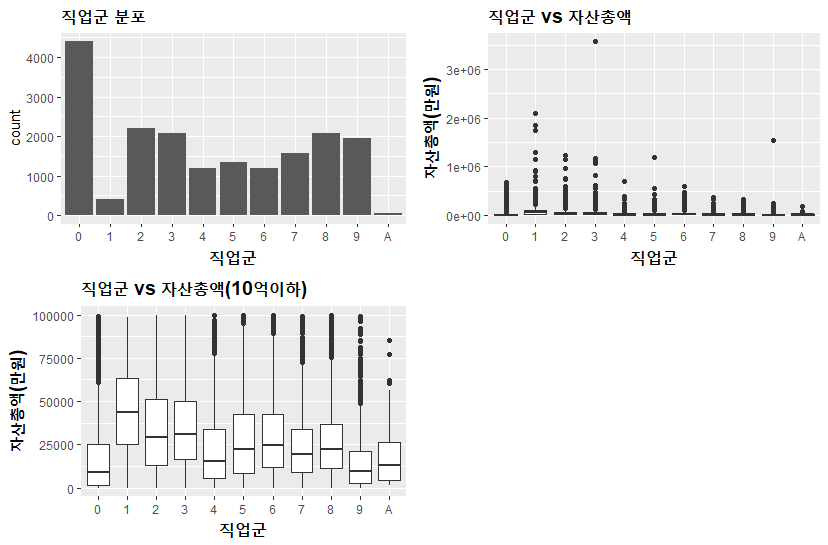 직업군 분포
4000
3000
2000
1000
0
count
0 1 2 3 4 5 6 7 8 9 A
직업군
직업군 vs 자산총액
3e+06
2e+06
1e+06
0e+00
자산총액(만원)
0 1 2 3 4 5 6 7 8 9 A
직업군
직업군 vs 자산총액(10억이하)
100000
75000
50000
25000
0
자산총액(만원)
0 1 2 3 4 5 6 7 8 9 A
직업군